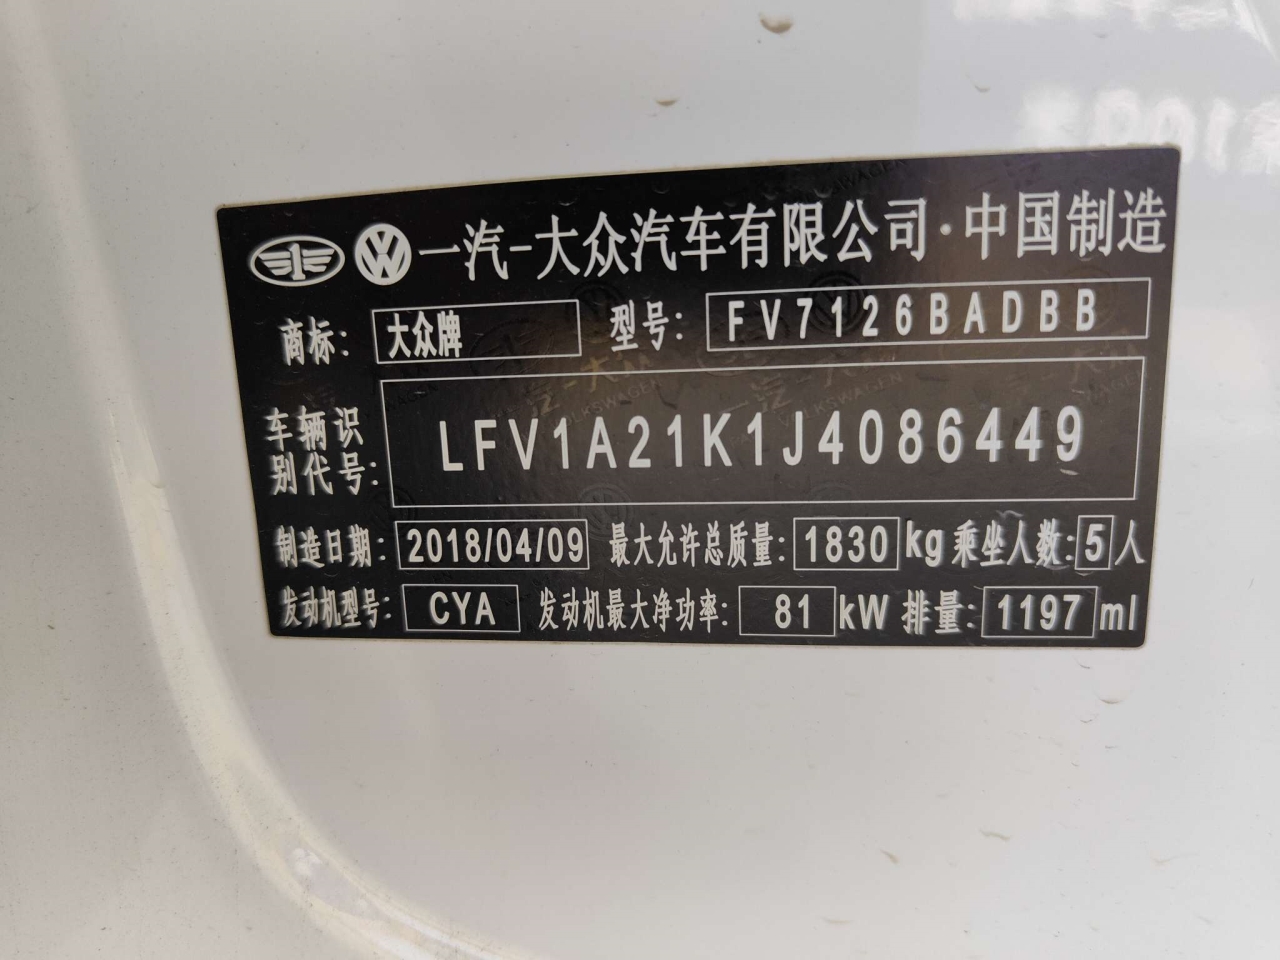 一汽-大众汽车有限公司·中国制造
商标: 大众牌 型号: FV7126BADBB
车辆识
别代号: LFV1A21K1J4086449
制造日期: 2018/04/09 最大允许总质量: 1830 kg 乘坐人数: 5 人
发动机型号: CYA 发动机最大净功率: 81 kW 排量: 1197 ml